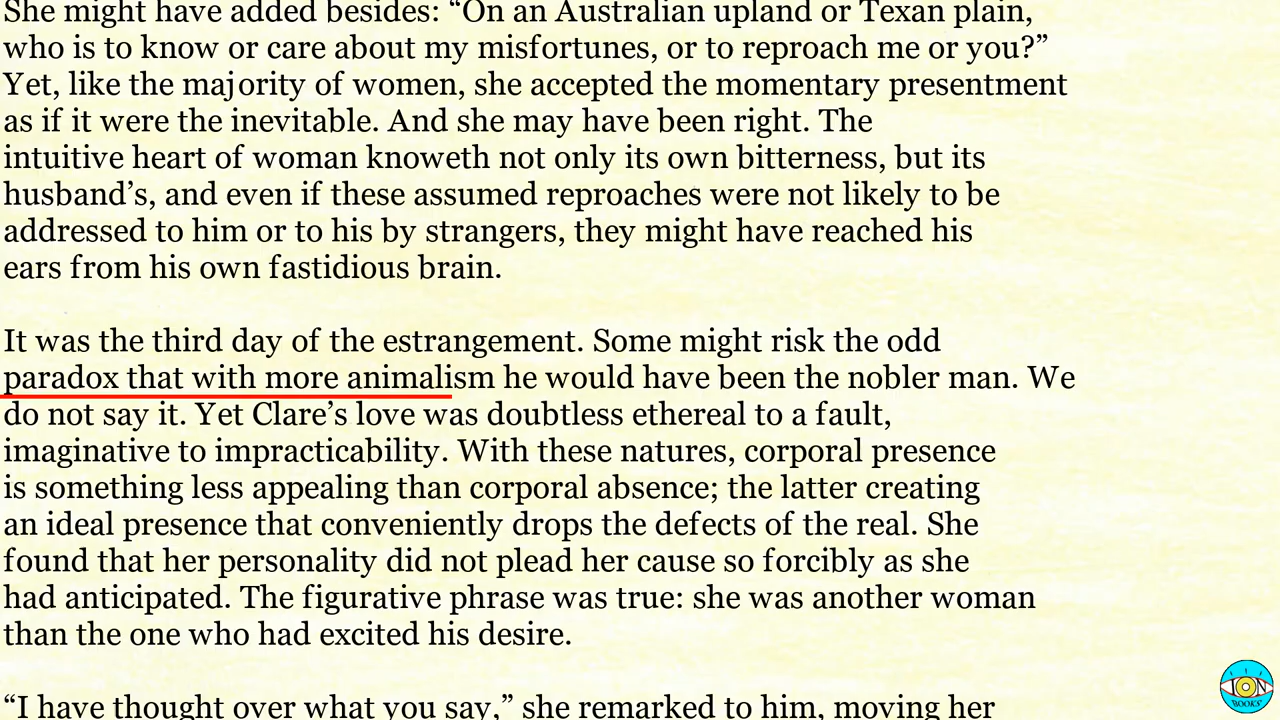 She might have added besides: “On an Australian upland or Texan plain,
who is to know or care about my misfortunes, or to reproach me or you?”
Yet, like the majority of women, she accepted the momentary presentment
as if it were the inevitable. And she may have been right. The
intuitive heart of woman knoweth not only its own bitterness, but its
husband’s, and even if these assumed reproaches were not likely to be
addressed to him or to his by strangers, they might have reached his
ears from his own fastidious brain.
It was the third day of the estrangement. Some might risk the odd
paradox that with more animalism he would have been the nobler man. We
do not say it. Yet Clare’s love was doubtless ethereal to a fault,
imaginative to impracticability. With these natures, corporal presence
is something less appealing than corporal absence; the latter creating
an ideal presence that conveniently drops the defects of the real. She
found that her personality did not plead her cause so forcibly as she
had anticipated. The figurative phrase was true: she was another woman
than the one who had excited his desire.
“I have thought over what you say,” she remarked to him, moving her
ION
BOOKS